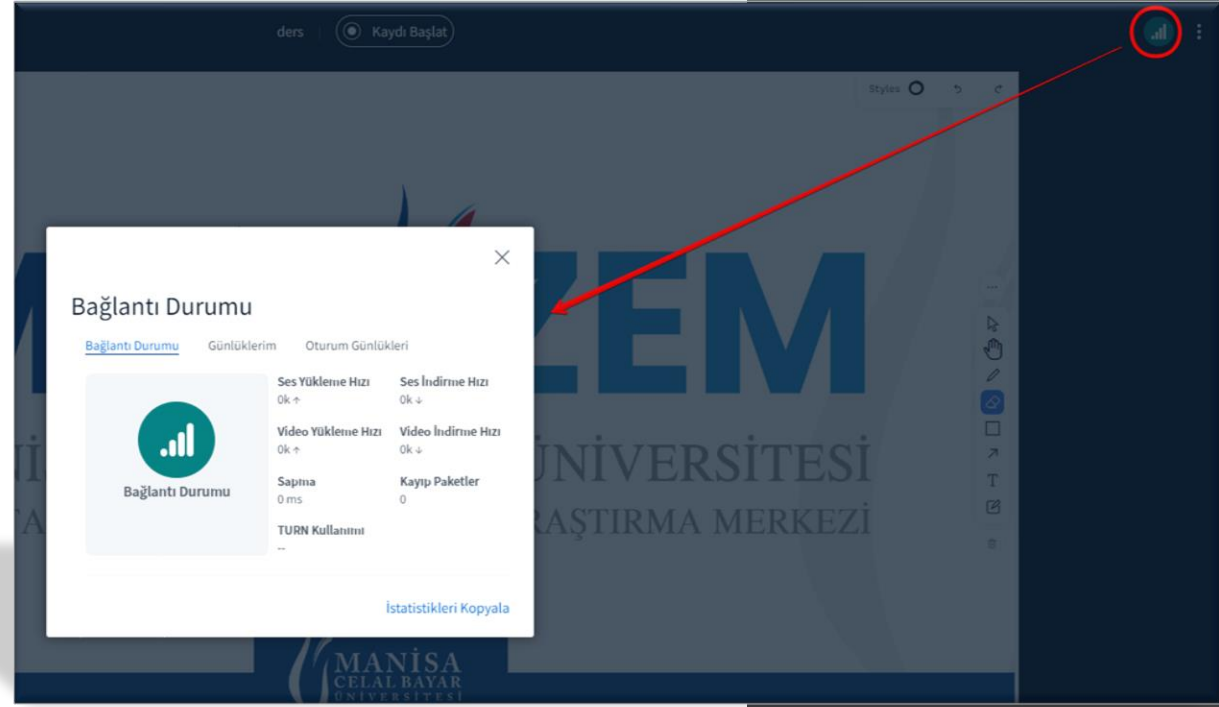 ders
Kaydı Başlat
Styles
ZEM
Bağlantı Durumu
Bağlantı Durumu Günlüklerim Oturum Günlükleri
Ses Yükleme Hızı Ses İndirme Hızı
0k ↑ 0k ↓
Video Yükleme Hızı Video İndirme Hızı
0k ↑ 0k ↓
Sapma Kayıp Paketler
0 ms 0
Bağlantı Durumu
TURN Kullanımı
--
İstatistikleri Kopyala
ÜNİVERSİTESİ
RAŞTIRMA MERKEZİ
T
MANİSA
CELAL BAYAR
ÜNİVERSİTESİ